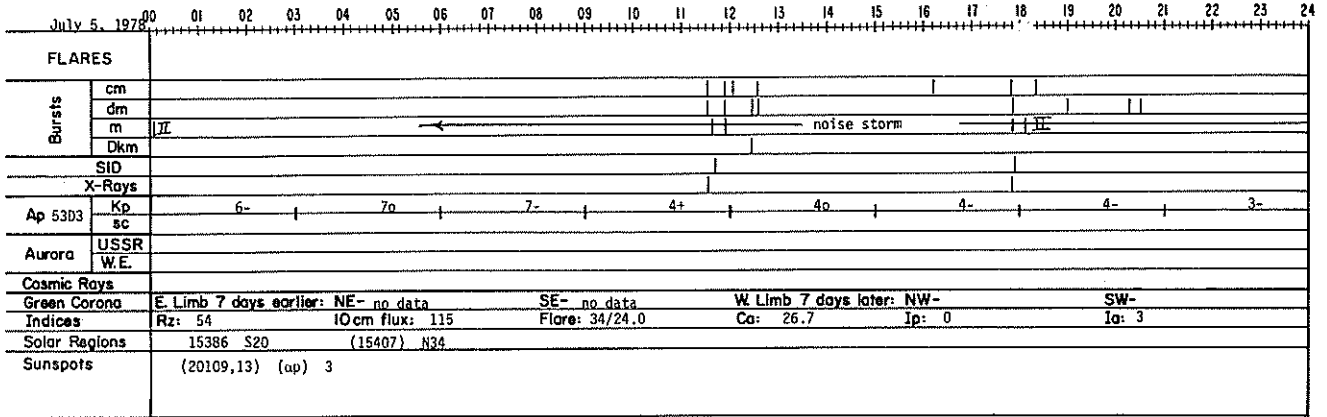 July 5, 1978 00 01 02 03 04 05 06 07 08 09 10 11 12 13 14 15 16 17 18 19 20 21 22 23 24
FLARES
Bursts
cm
dm
m II noise storm II
Dkm
SID
X-Rays
Ap 53D3 Kp 6- 7o 7- 4+ 4o 4- 4- 3-
sc
Aurora USSR
W.E.
Cosmic Rays
Green Corona E. Limb 7 days earlier: NE- no data SE- no data W. Limb 7 days later: NW- SW-
Indices Rz: 54 10cm flux: 115 Flare: 34/24.0 Ca: 26.7 Ip: 0 Ia: 3
Solar Regions 15386 S20 (15407) N34
Sunspots (20109,13) (αp) 3